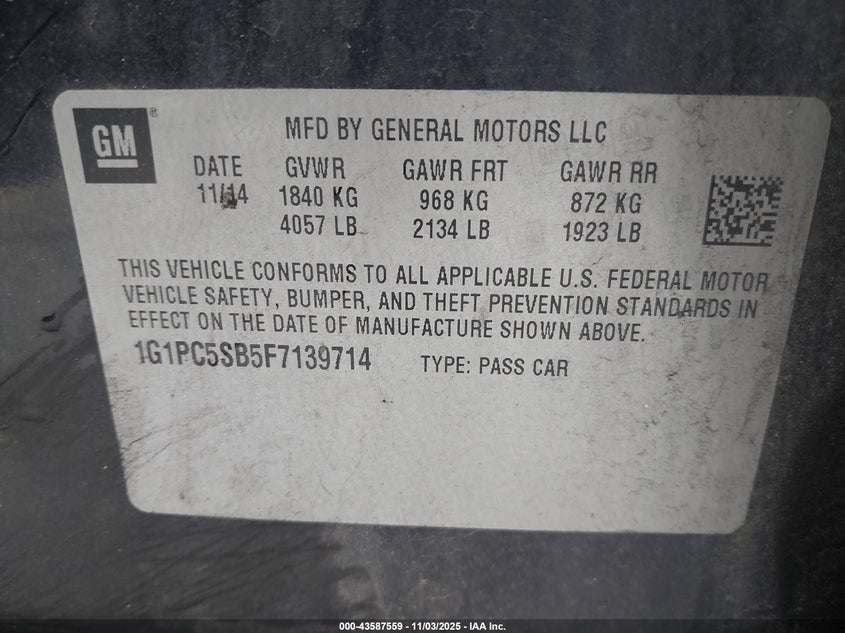 GM®
MFD BY GENERAL MOTORS LLC
DATE GVWR GAWR FRT GAWR RR
11/14 1840 KG 968 KG 872 KG
4057 LB 2134 LB 1923 LB
THIS VEHICLE CONFORMS TO ALL APPLICABLE U.S. FEDERAL MOTOR
VEHICLE SAFETY, BUMPER, AND THEFT PREVENTION STANDARDS IN
EFFECT ON THE DATE OF MANUFACTURE SHOWN ABOVE.
1G1PC5SB5F7139714 TYPE: PASS CAR
000-43587559 - 11/03/2025 - IAA Inc.